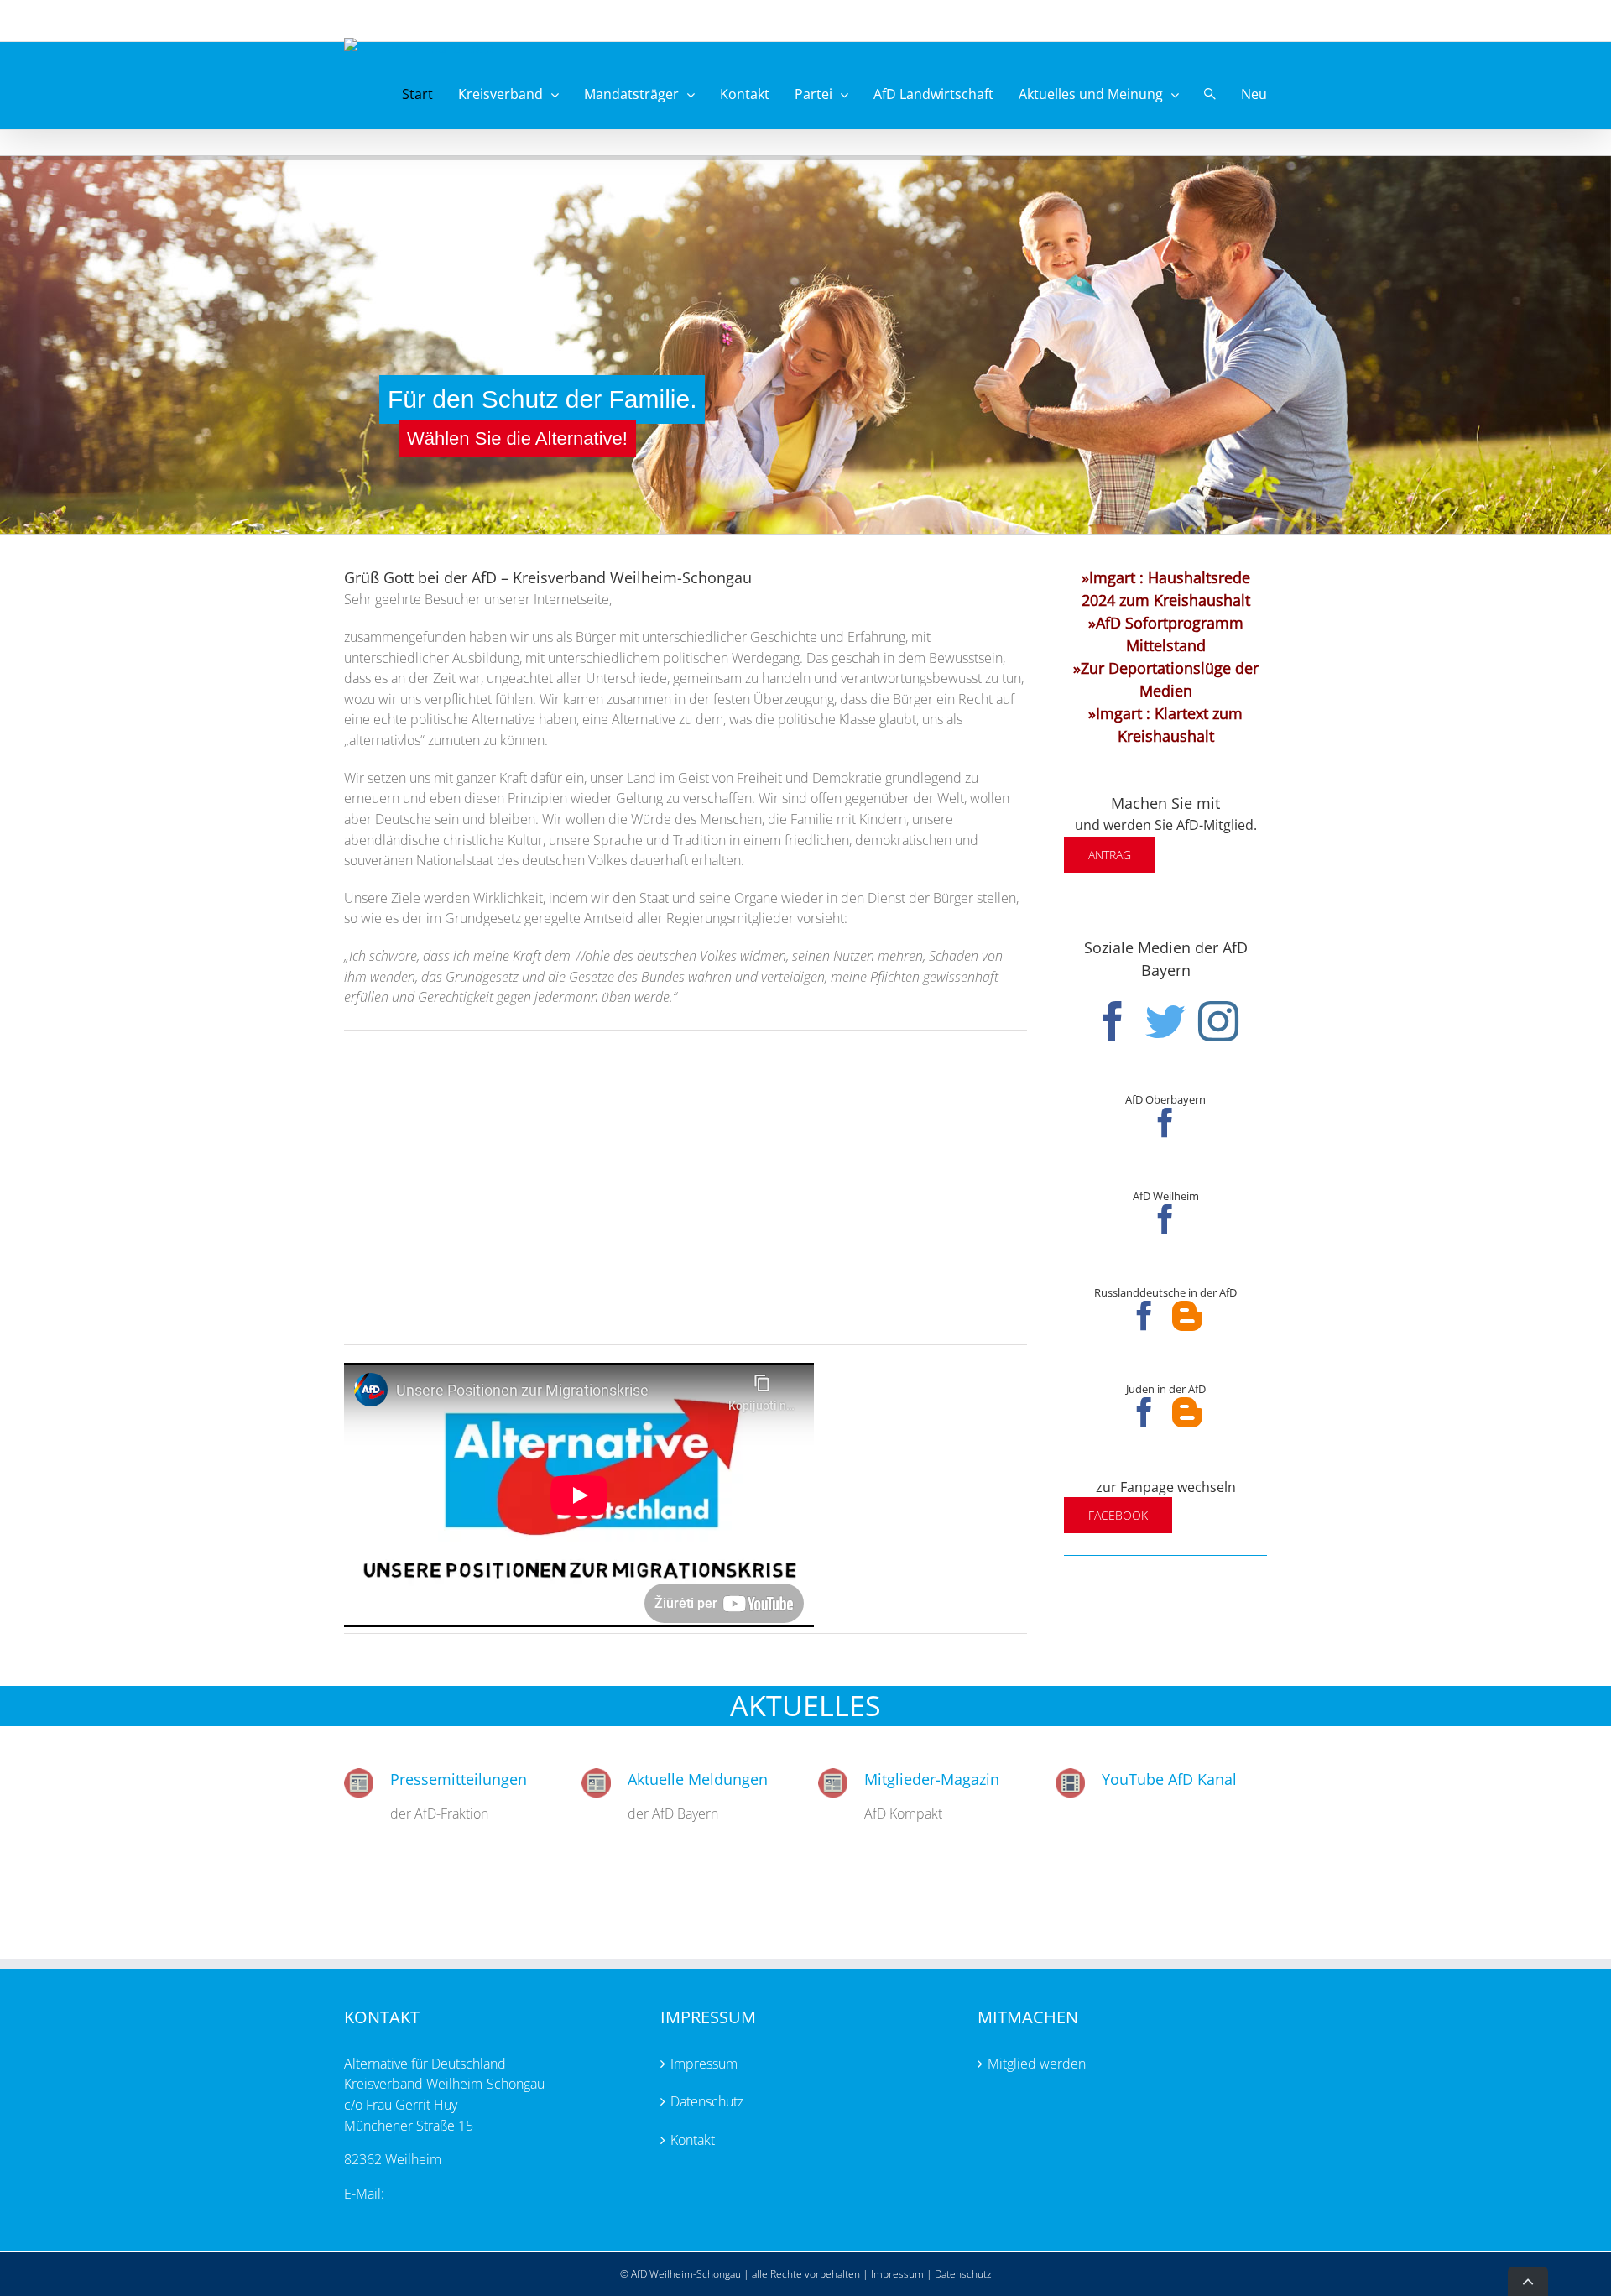 Start
Kreisverband
Mandatsträger
Kontakt
Partei
AfD Landwirtschaft
Aktuelles und Meinung
Neu
Für den Schutz der Familie.
Wählen Sie die Alternative!
Grüß Gott bei der AfD – Kreisverband Weilheim-Schongau
Sehr geehrte Besucher unserer Internetseite,
zusammengefunden haben wir uns als Bürger mit unterschiedlicher Geschichte und Erfahrung, mit
unterschiedlicher Ausbildung, mit unterschiedlichem politischen Werdegang. Das geschah in dem Bewusstsein,
dass es an der Zeit war, ungeachtet aller Unterschiede, gemeinsam zu handeln und verantwortungsbewusst zu tun,
wozu wir uns verpflichtet fühlen. Wir kamen zusammen in der festen Überzeugung, dass die Bürger ein Recht auf
eine echte politische Alternative haben, eine Alternative zu dem, was die politische Klasse glaubt, uns als
„alternativlos“ zumuten zu können.
Wir setzen uns mit ganzer Kraft dafür ein, unser Land im Geist von Freiheit und Demokratie grundlegend zu
erneuern und eben diesen Prinzipien wieder Geltung zu verschaffen. Wir sind offen gegenüber der Welt, wollen
aber Deutsche sein und bleiben. Wir wollen die Würde des Menschen, die Familie mit Kindern, unsere
abendländische christliche Kultur, unsere Sprache und Tradition in einem friedlichen, demokratischen und
souveränen Nationalstaat des deutschen Volkes dauerhaft erhalten.
Unsere Ziele werden Wirklichkeit, indem wir den Staat und seine Organe wieder in den Dienst der Bürger stellen,
so wie es der im Grundgesetz geregelte Amtseid aller Regierungsmitglieder vorsieht:
„Ich schwöre, dass ich meine Kraft dem Wohle des deutschen Volkes widmen, seinen Nutzen mehren, Schaden von
ihm wenden, das Grundgesetz und die Gesetze des Bundes wahren und verteidigen, meine Pflichten gewissenhaft
erfüllen und Gerechtigkeit gegen jedermann üben werde.“
»Imgart : Haushaltsrede
2024 zum Kreishaushalt
»AfD Sofortprogramm
Mittelstand
»Zur Deportationslüge der
Medien
»Imgart : Klartext zum
Kreishaushalt
Machen Sie mit
und werden Sie AfD-Mitglied.
ANTRAG
Soziale Medien der AfD
Bayern
AfD Oberbayern
AfD Weilheim
Russlanddeutsche in der AfD
Juden in der AfD
zur Fanpage wechseln
FACEBOOK
AfD
Unsere Positionen zur Migrationskrise
Kopijuoti n...
Alternative
Deutschland
UNSERE POSITIONEN ZUR MIGRATIONSKRISE
Žiūrėti per YouTube
AKTUELLES
Pressemitteilungen
der AfD-Fraktion
Aktuelle Meldungen
der AfD Bayern
Mitglieder-Magazin
AfD Kompakt
YouTube AfD Kanal
KONTAKT
Alternative für Deutschland
Kreisverband Weilheim-Schongau
c/o Frau Gerrit Huy
Münchener Straße 15
82362 Weilheim
E-Mail:
IMPRESSUM
Impressum
Datenschutz
Kontakt
MITMACHEN
Mitglied werden
© AfD Weilheim-Schongau | alle Rechte vorbehalten | Impressum | Datenschutz